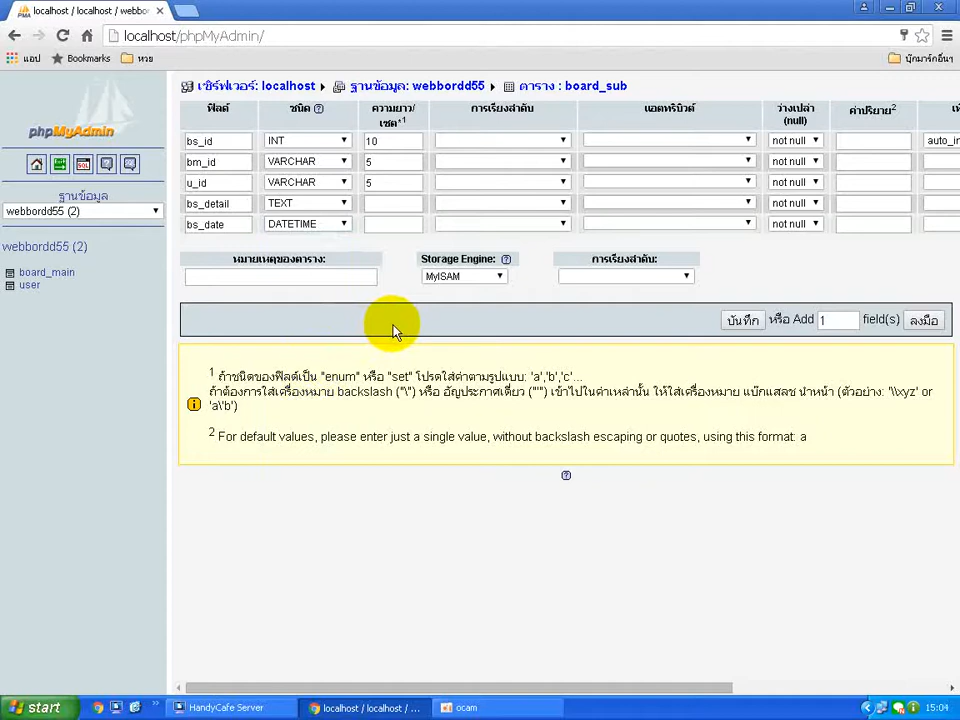 localhost / localhost / webbo
localhost/phpMyAdmin/
แอป Bookmarks หวย บุ๊กมาร์กอื่นๆ
เซิร์ฟเวอร์: localhost ฐานข้อมูล: webbordd55 ตาราง : board_sub
phpMyAdmin
ฟิลด์ ชนิด ความยาว/เซต*1 การเรียงลำดับ แอตทริบิวต์ ว่างเปล่า (null) ค่าปริยาย2
bs_id INT 10 not null auto_in
bm_id VARCHAR 5 not null
u_id VARCHAR 5 not null
bs_detail TEXT not null
bs_date DATETIME not null
ฐานข้อมูล
webbordd55 (2)
webbordd55 (2)
board_main
user
หมายเหตุของตาราง: Storage Engine: การเรียงลำดับ:
MyISAM
บันทึก หรือ Add 1 field(s) ลงมือ
1 ถ้าชนิดของฟิลด์เป็น "enum" หรือ "set" โปรดใส่ค่าตามรูปแบบ: 'a','b','c'...
ถ้าต้องการใส่เครื่องหมาย backslash ("\") หรือ อัญประกาศเดี่ยว ("'") เข้าไปในค่าเหล่านั้น ให้ใส่เครื่องหมาย แบ๊กแสลช นำหน้า (ตัวอย่าง: '\\xyz' or
'a\'b')
2 For default values, please enter just a single value, without backslash escaping or quotes, using this format: a
start HandyCafe Server localhost / localhost / ... ocam 15:04